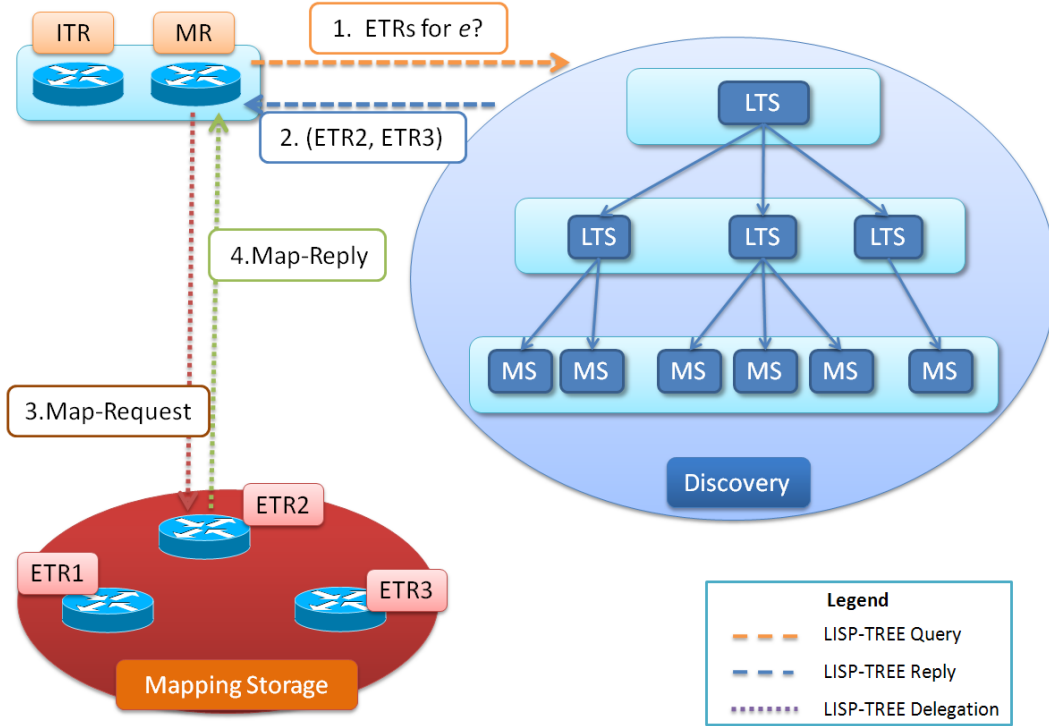 ITR
MR
1. ETRs for e?
2. (ETR2, ETR3)
LTS
LTS
LTS
LTS
4.Map-Reply
MS
MS
MS
MS
MS
MS
3.Map-Request
Discovery
ETR2
ETR1
ETR3
Mapping Storage
Legend
LISP-TREE Query
LISP-TREE Reply
LISP-TREE Delegation